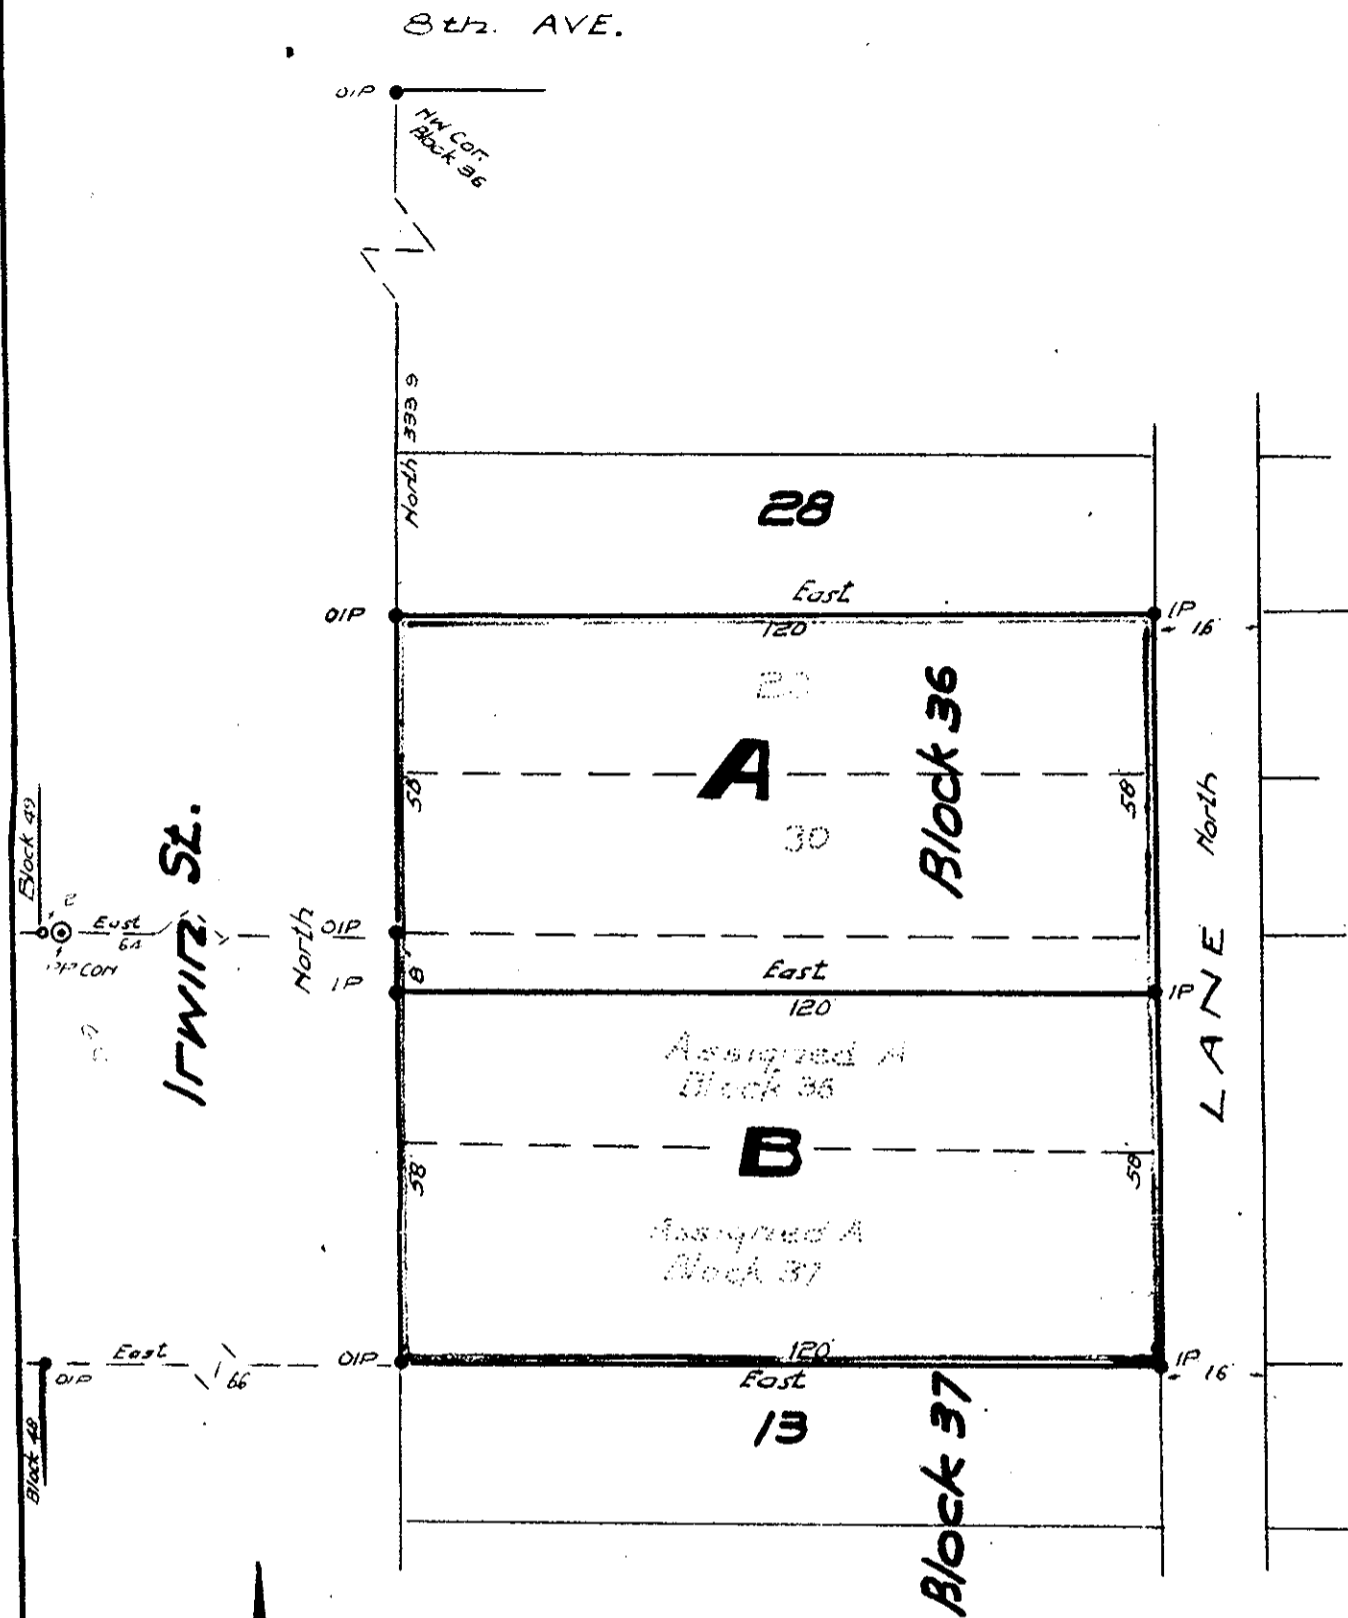 8th. AVE.
OIP
NW Cor.
Block 36
North 333 9
28
East
OIP
IP
120
16
A
30
Block 36
58
58
North
LANE
Block 49
Irwin St.
2
East
64
North
OIP
IP
8
East
120
IP
Assigned A
Block 36
B
58
58
Assigned A
Block 37
East
66
OIP
OIP
120
East
IP
16
Block 48
13
Block 37